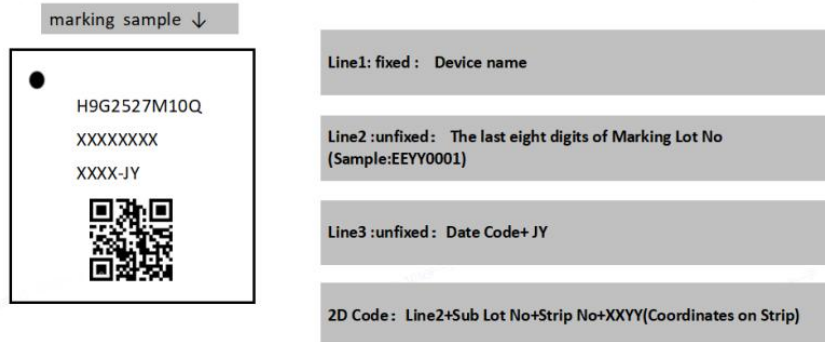 marking sample ↓
H9G2527M10Q
XXXXXXXX
XXXX-JY
Line1: fixed： Device name
Line2 :unfixed： The last eight digits of Marking Lot No
(Sample:EEYY0001)
Line3 :unfixed： Date Code+ JY
2D Code： Line2+Sub Lot No+Strip No+XXYY(Coordinates on Strip)